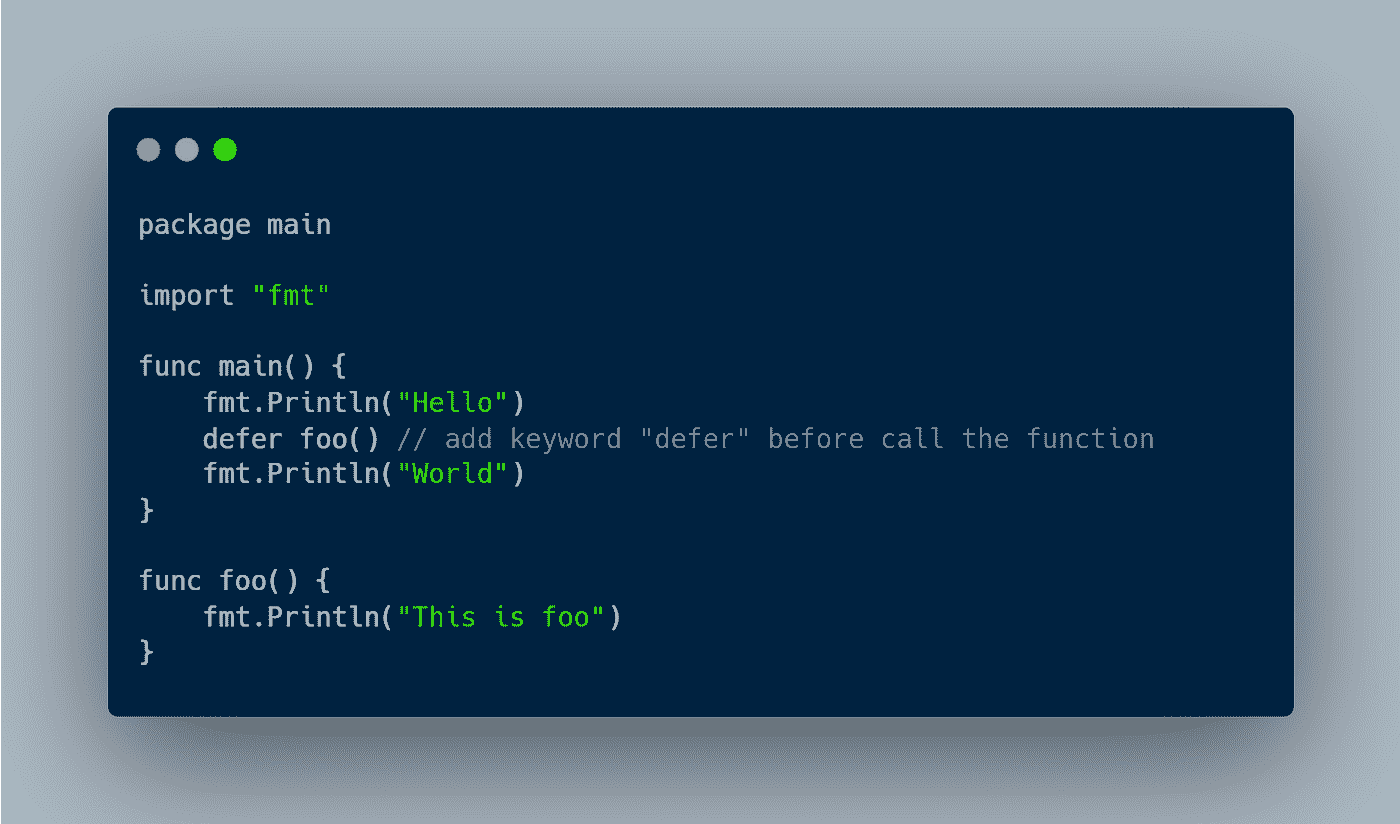 package main
import "fmt"
func main() {
    fmt.Println("Hello")
    defer foo() // add keyword "defer" before call the function
    fmt.Println("World")
}
func foo() {
    fmt.Println("This is foo")
}